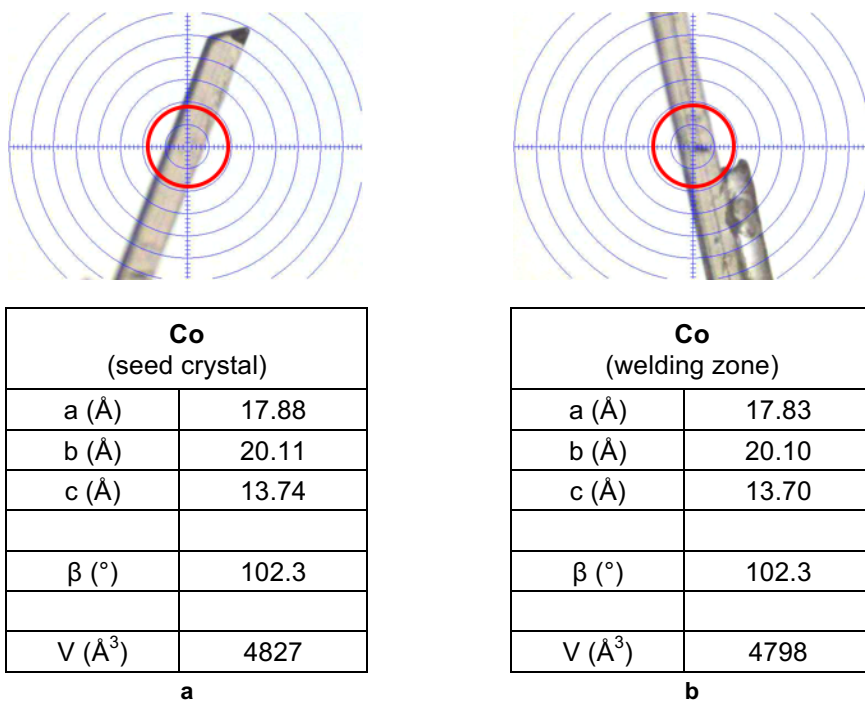 Co
(seed crystal)
a (Å) 17.88
b (Å) 20.11
c (Å) 13.74
β (°) 102.3
V (Å³) 4827
a
Co
(welding zone)
a (Å) 17.83
b (Å) 20.10
c (Å) 13.70
β (°) 102.3
V (Å³) 4798
b